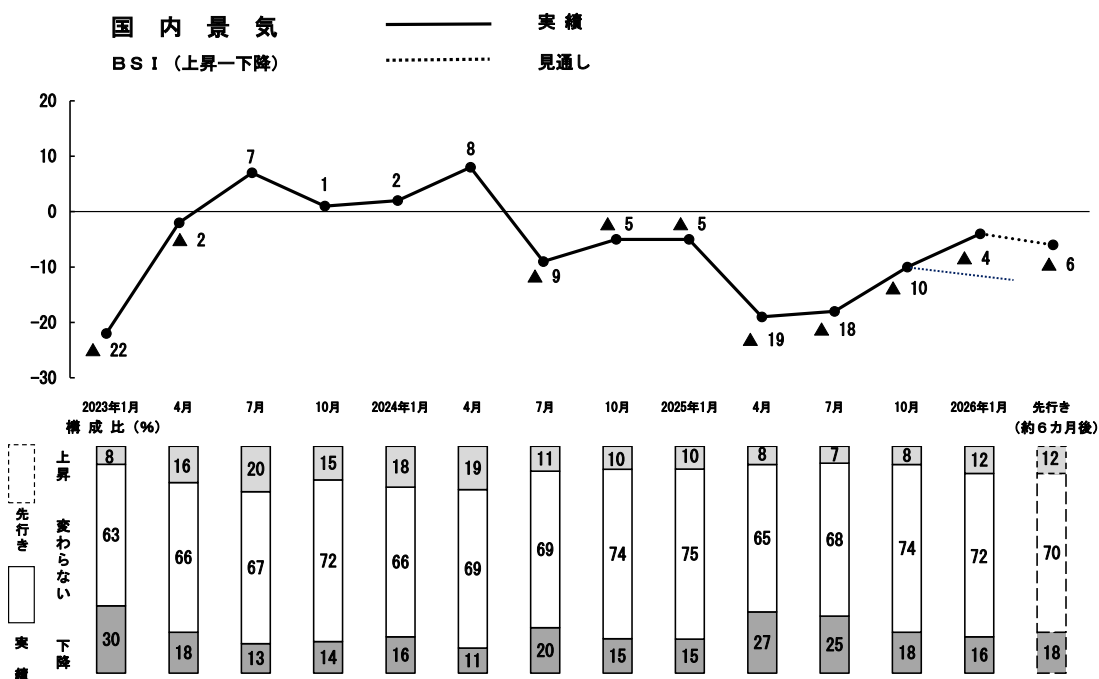 国内景気
実績
BSI（上昇－下降）
見通し
20
10
0
-10
-20
-30
▲ 22
▲ 2
7
1
2
8
▲ 9
▲ 5
▲ 5
▲ 19
▲ 18
▲ 10
▲ 4
▲ 6
2023年1月 4月 7月 10月 2024年1月 4月 7月 10月 2025年1月 4月 7月 10月 2026年1月 先行き
構成比（%） （約６カ月後）
上昇 8 16 20 15 18 19 11 10 10 8 7 8 12 12
変わらない 63 66 67 72 66 69 69 74 75 65 68 74 72 70
下降 30 18 13 14 16 11 20 15 15 27 25 18 16 18
先行き
実績